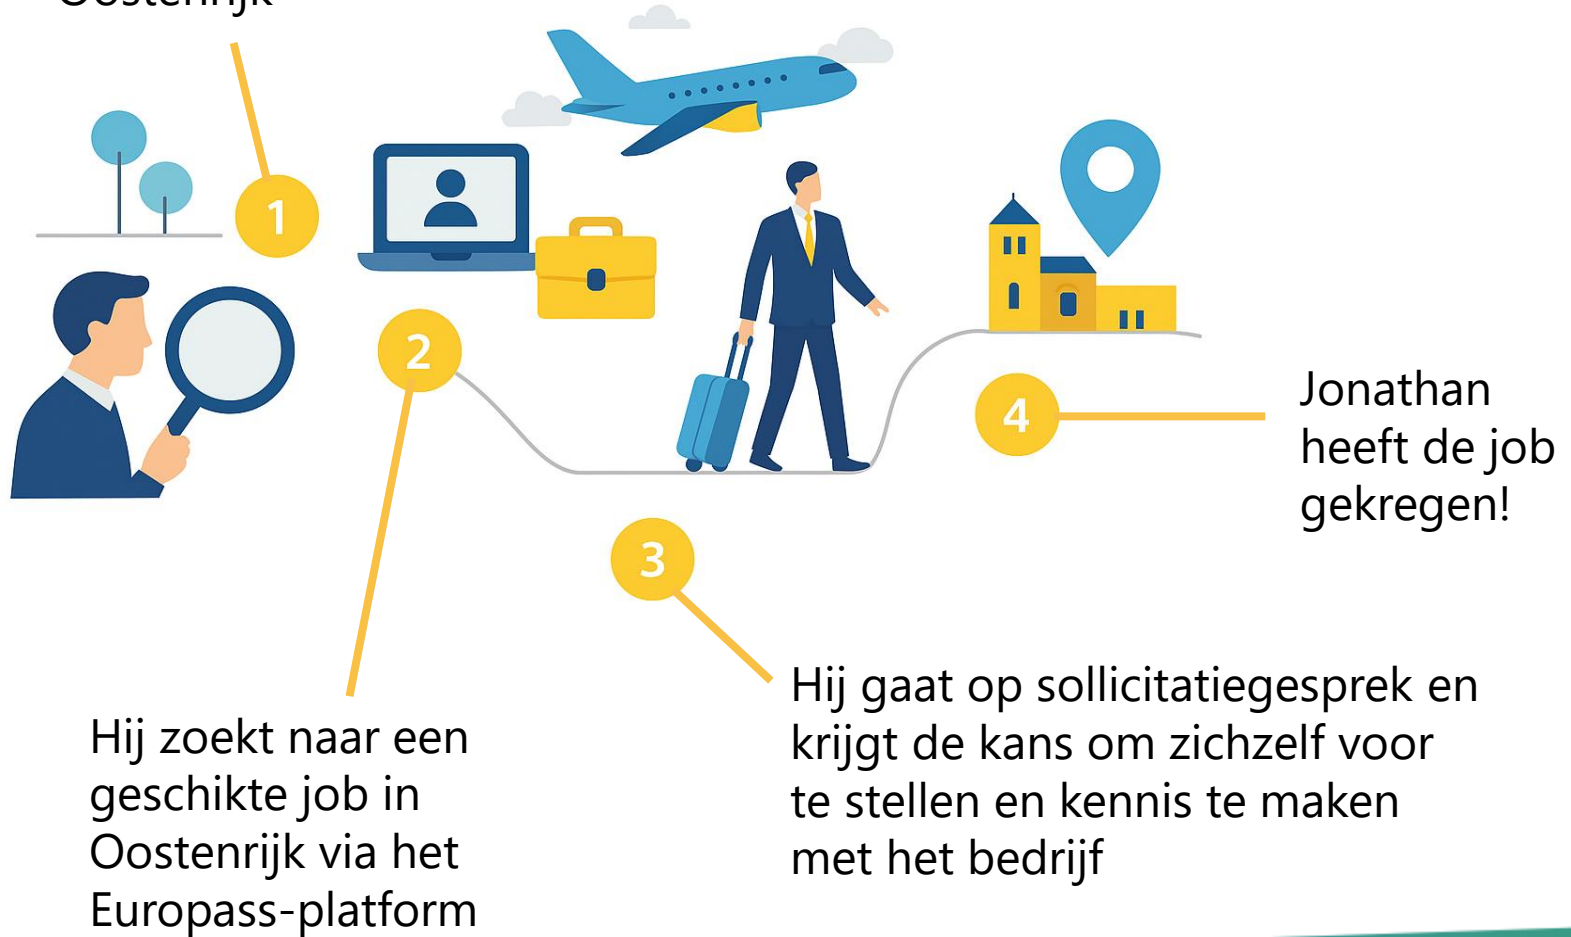 Oostenrijk
1
2
3
4
Jonathan
heeft de job
gekregen!
Hij zoekt naar een
geschikte job in
Oostenrijk via het
Europass-platform
Hij gaat op sollicitatiegesprek en
krijgt de kans om zichzelf voor
te stellen en kennis te maken
met het bedrijf